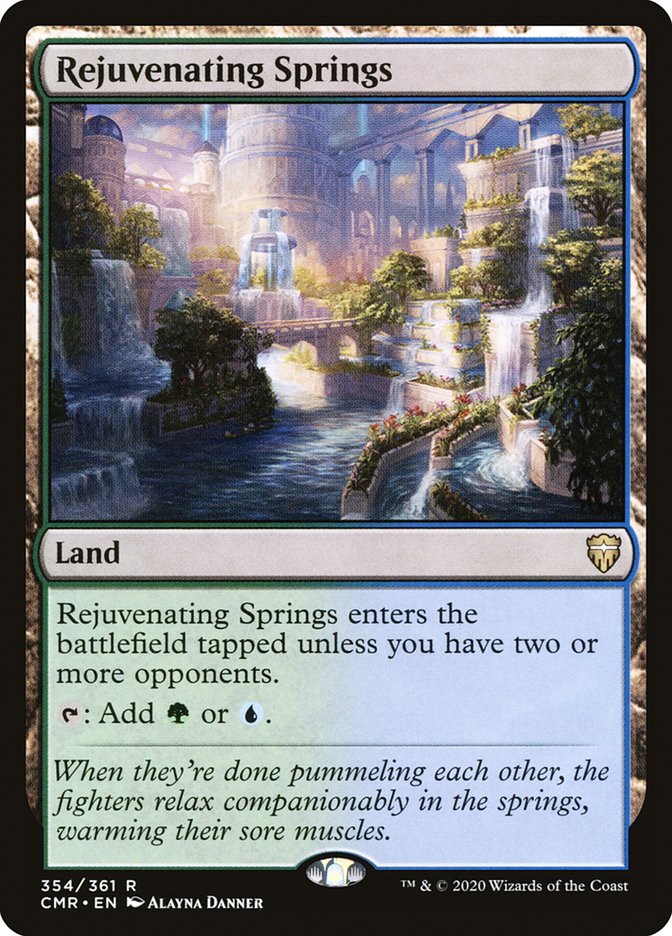 Rejuvenating Springs
Land
Rejuvenating Springs enters the
battlefield tapped unless you have two or
more opponents.
: Add or .
When they're done pummeling each other, the
fighters relax companionably in the springs,
warming their sore muscles.
354/361 R
CMR • EN Alayna Danner
™ & © 2020 Wizards of the Coast